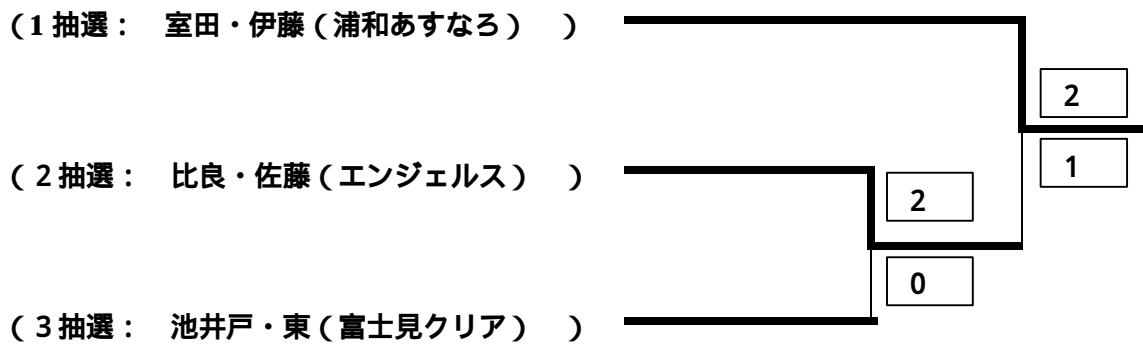 (1抽選： 室田・伊藤(浦和あすなろ) )
2
1
(2抽選： 比良・佐藤(エンジェルス) )
2
0
(3抽選： 池井戸・東(富士見クリア) )